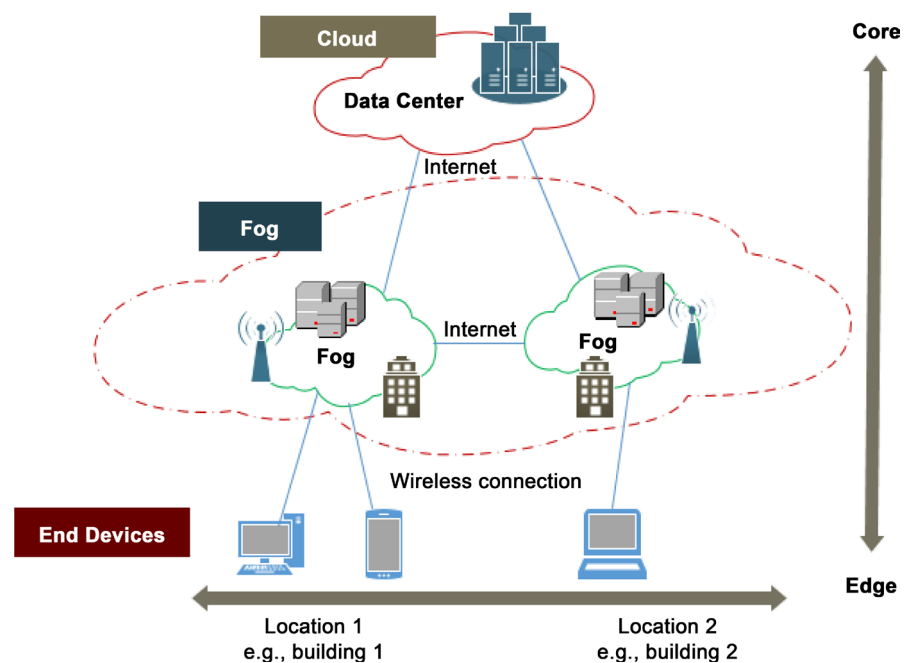 Cloud
Core
Data Center
Internet
Fog
Internet
Fog
Fog
Wireless connection
End Devices
Edge
Location 1
e.g., building 1
Location 2
e.g., building 2